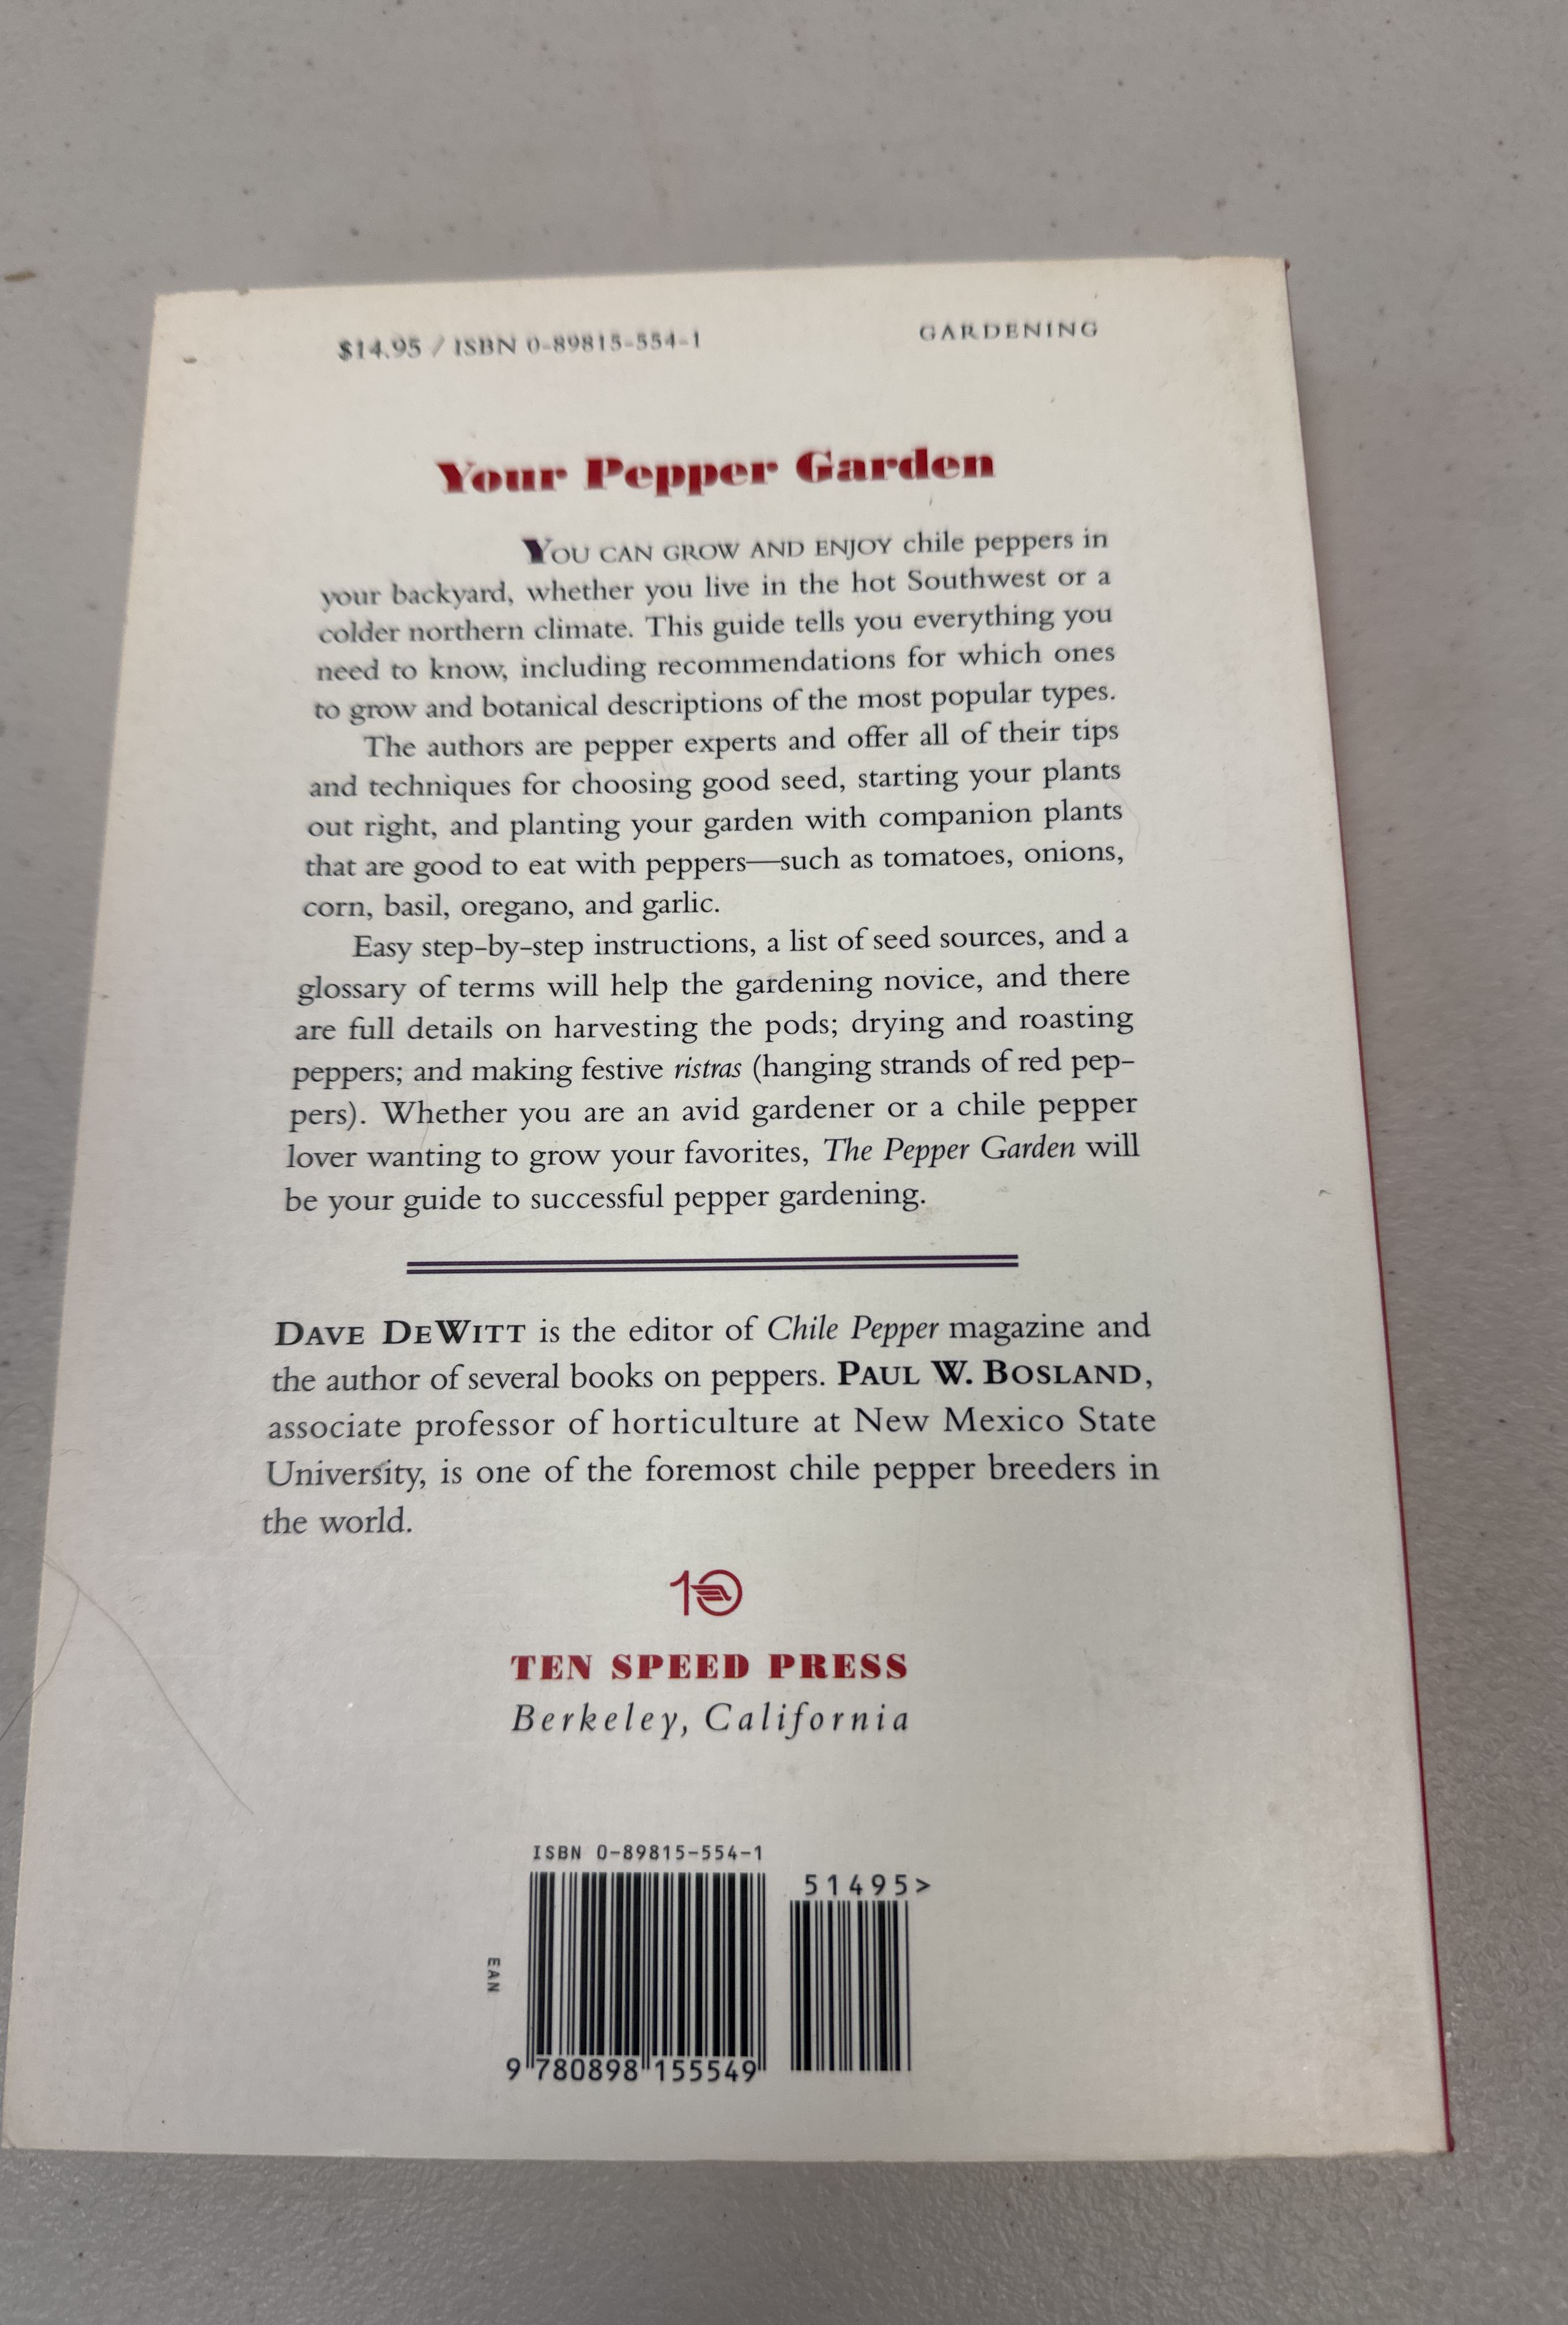 $14.95 / ISBN 0-89815-554-1
GARDENING
Your Pepper Garden
YOU CAN GROW AND ENJOY chile peppers in
your backyard, whether you live in the hot Southwest or a
colder northern climate. This guide tells you everything you
need to know, including recommendations for which ones
to grow and botanical descriptions of the most popular types.
The authors are pepper experts and offer all of their tips
and techniques for choosing good seed, starting your plants
out right, and planting your garden with companion plants
that are good to eat with peppers—such as tomatoes, onions,
corn, basil, oregano, and garlic.
Easy step-by-step instructions, a list of seed sources, and a
glossary of terms will help the gardening novice, and there
are full details on harvesting the pods; drying and roasting
peppers; and making festive ristras (hanging strands of red pep-
pers). Whether you are an avid gardener or a chile pepper
lover wanting to grow your favorites, The Pepper Garden will
be your guide to successful pepper gardening.
DAVE DEWITT is the editor of Chile Pepper magazine and
the author of several books on peppers. PAUL W. BOSLAND,
associate professor of horticulture at New Mexico State
University, is one of the foremost chile pepper breeders in
the world.
10
TEN SPEED PRESS
Berkeley, California
ISBN 0-89815-554-1
51495>
EAN
9 780898 155549